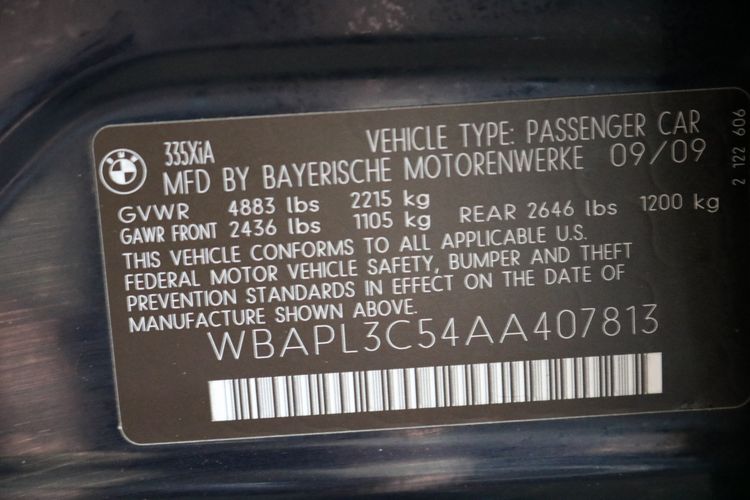 BMW
335XiA
VEHICLE TYPE: PASSENGER CAR
MFD BY BAYERISCHE MOTORENWERKE 09/09
GVWR 4883 lbs 2215 kg
GAWR FRONT 2436 lbs 1105 kg REAR 2646 lbs 1200 kg
THIS VEHICLE CONFORMS TO ALL APPLICABLE U.S.
FEDERAL MOTOR VEHICLE SAFETY, BUMPER AND THEFT
PREVENTION STANDARDS IN EFFECT ON THE DATE OF
MANUFACTURE SHOWN ABOVE.
WBAPL3C54AA407813
2 122 606